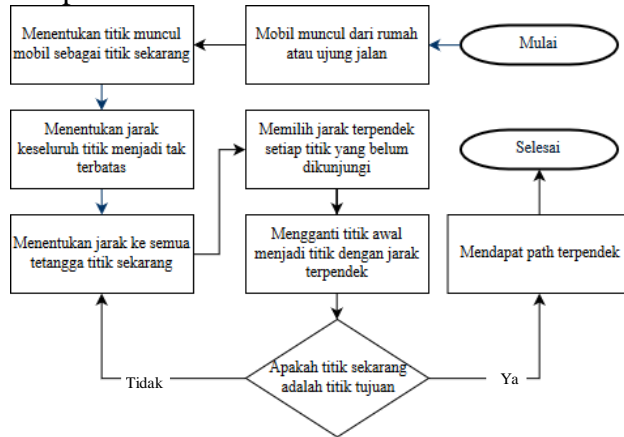 Menentukan titik muncul
mobil sebagai titik sekarang
Mobil muncul dari rumah
atau ujung jalan
Mulai
Menentukan jarak
keseluruh titik menjadi tak
terbatas
Memilih jarak terpendek
setiap titik yang belum
dikunjungi
Selesai
Menentukan jarak ke semua
tetangga titik sekarang
Mengganti titik awal
menjadi titik dengan jarak
terpendek
Mendapat path terpendek
Apakah titik sekarang
adalah titik tujuan
Tidak
Ya